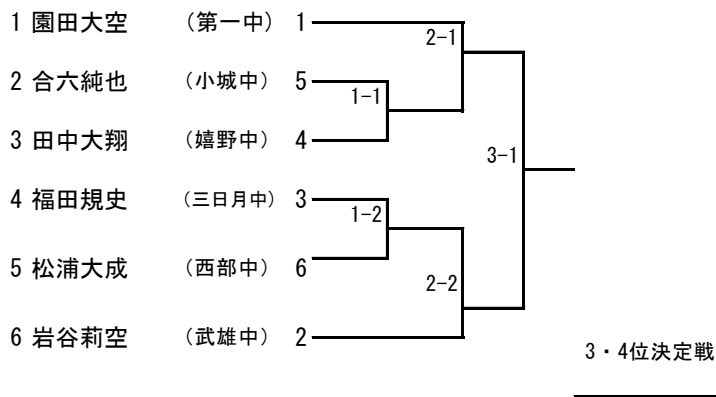 1 園田大空 (第一中) 1
2-1
2 合六純也 (小城中) 5
1-1
3 田中大翔 (嬉野中) 4
3-1
4 福田規史 (三日月中) 3
1-2
5 松浦大成 (西部中) 6
2-2
6 岩谷莉空 (武雄中) 2
3・4位決定戦